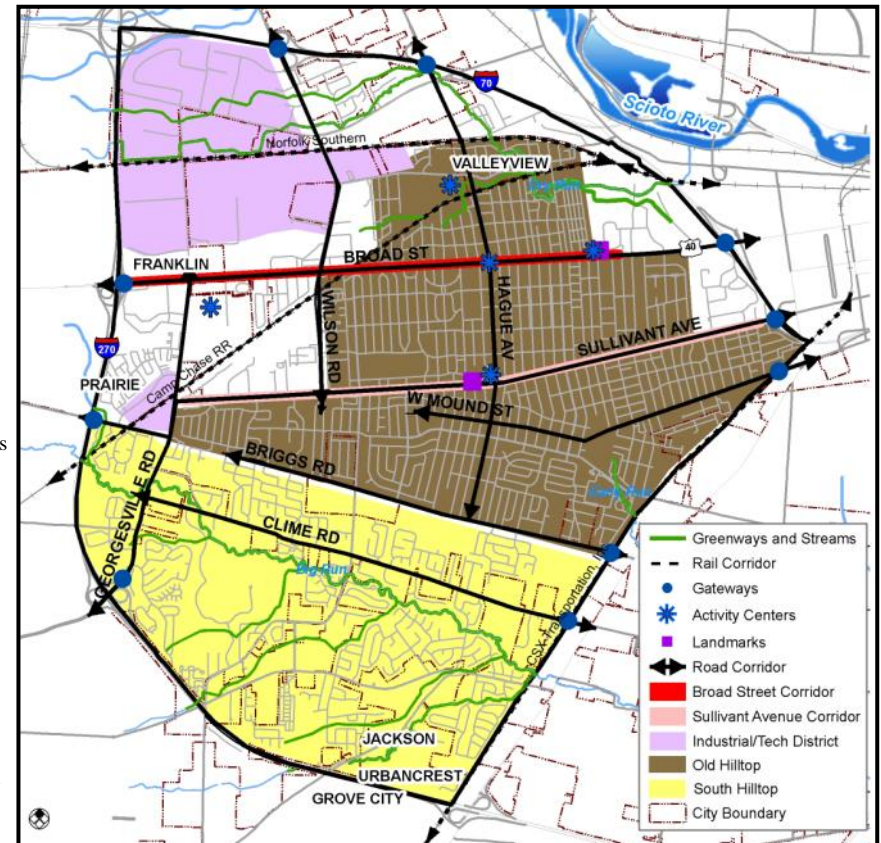 70
Scioto River
Norfolk Southern
VALLEYVIEW
Dry Run
BROAD ST
40
FRANKLIN
WILSON RD
HAGUE AV
SULLIVANT AVE
270
Camp Chase RR
PRAIRIE
W MOUND ST
s
BRIGGS RD
GEORGESVILLE RD
CLIME RD
Big Run
CSX Transportation, I
JACKSON
URBANCREST
GROVE CITY
Greenways and Streams
Rail Corridor
Gateways
Activity Centers
Landmarks
Road Corridor
Broad Street Corridor
Sullivant Avenue Corridor
Industrial/Tech District
Old Hilltop
South Hilltop
City Boundary